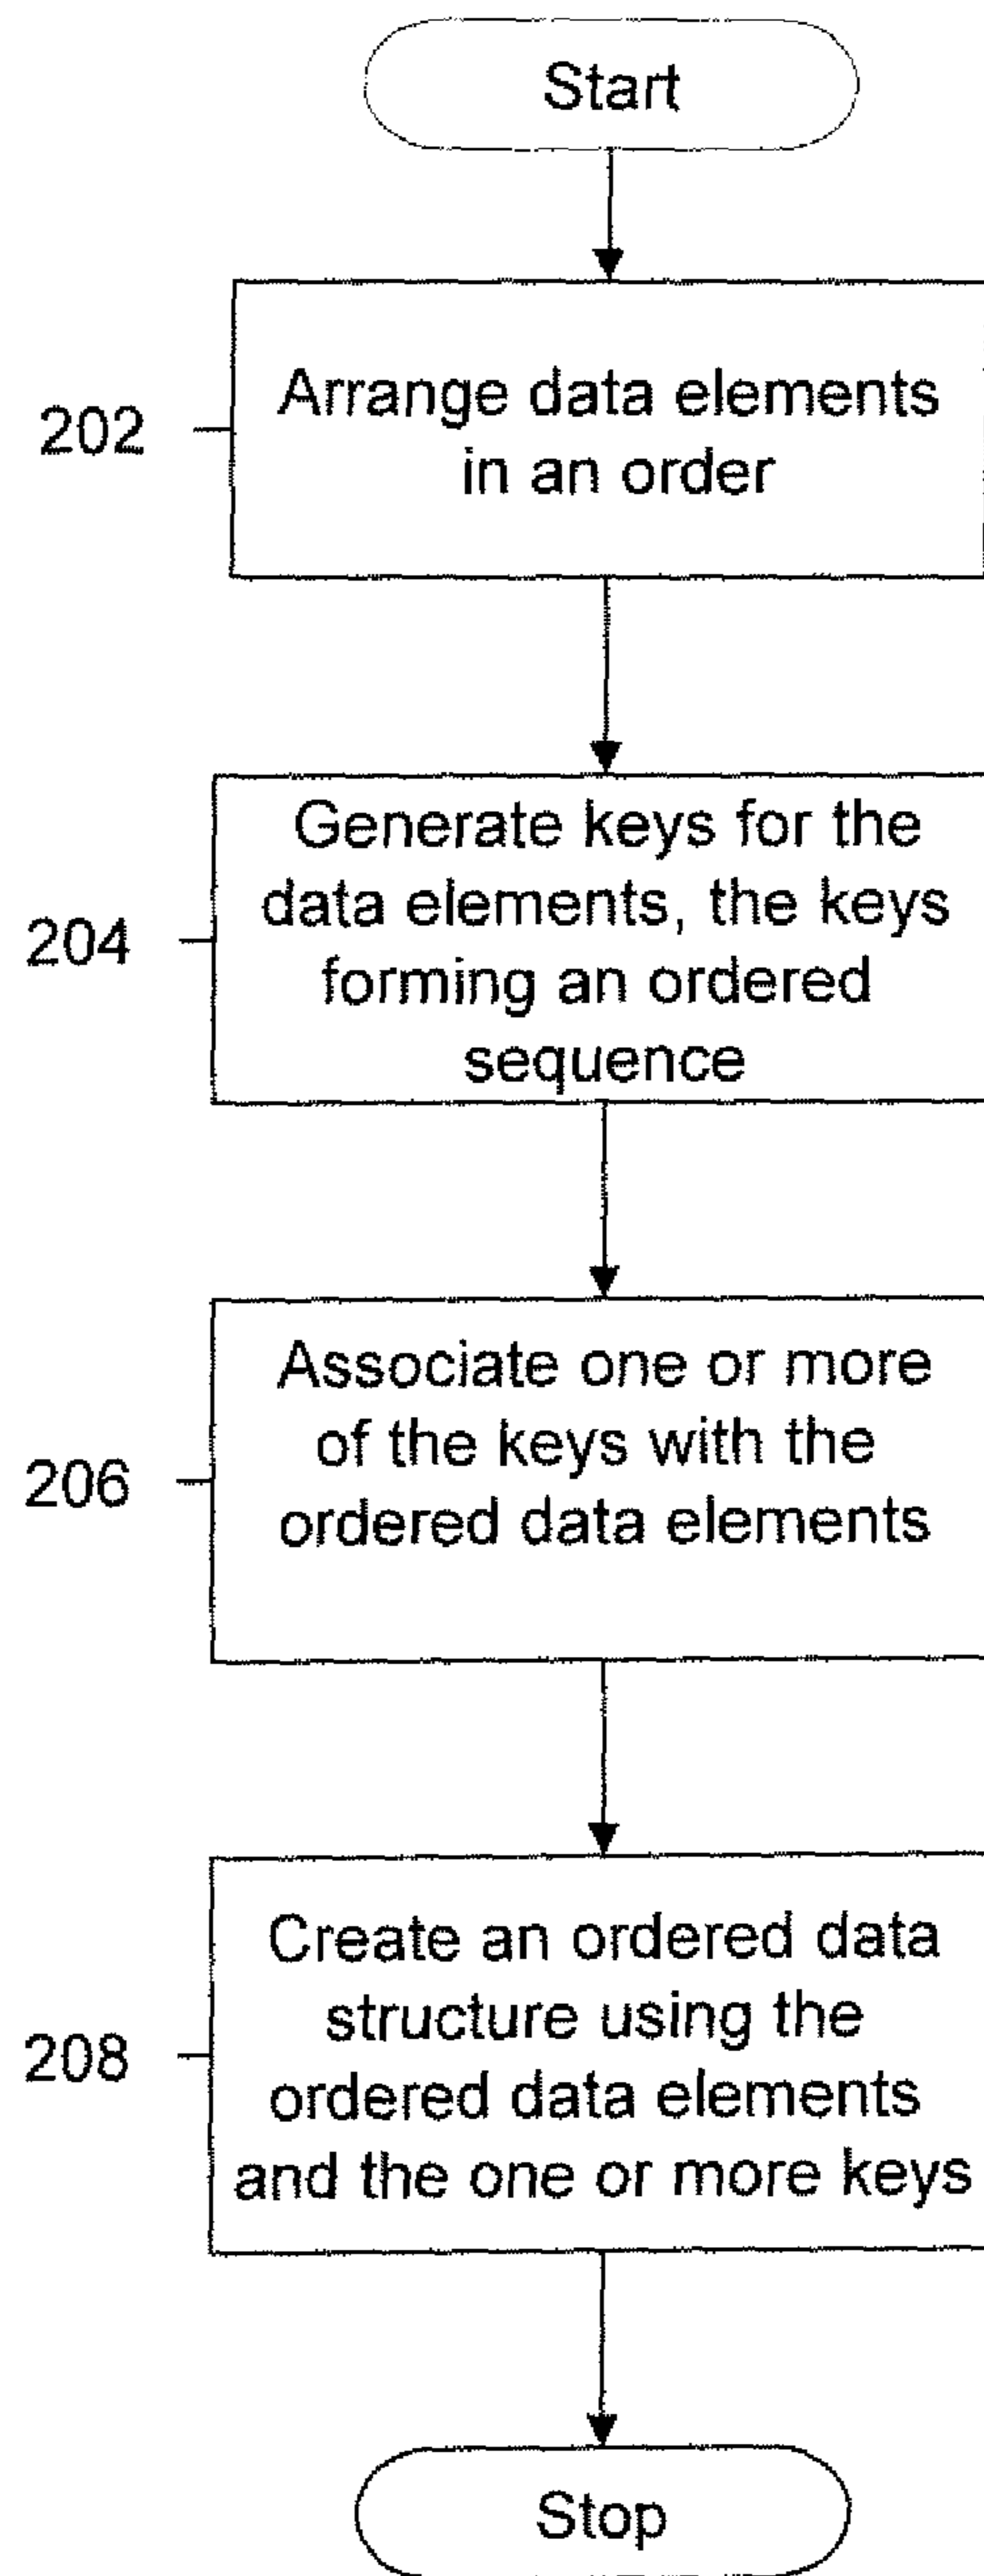 Start
202
Arrange data elements
in an order
204
Generate keys for the
data elements, the keys
forming an ordered
sequence
206
Associate one or more
of the keys with the
ordered data elements
208
Create an ordered data
structure using the
ordered data elements
and the one or more keys
Stop